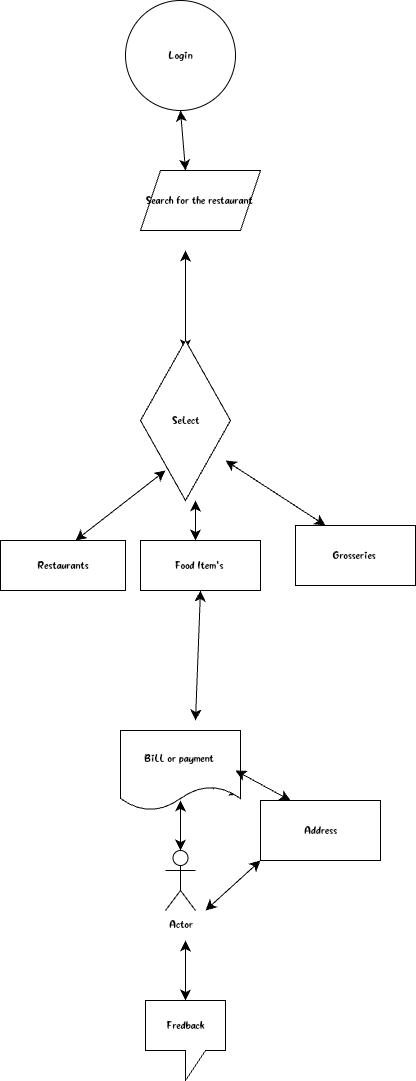 Login
Search for the restaurant
Select
Restaurants
Food Item's
Grosseries
Bill or payment
Address
Actor
Fredback